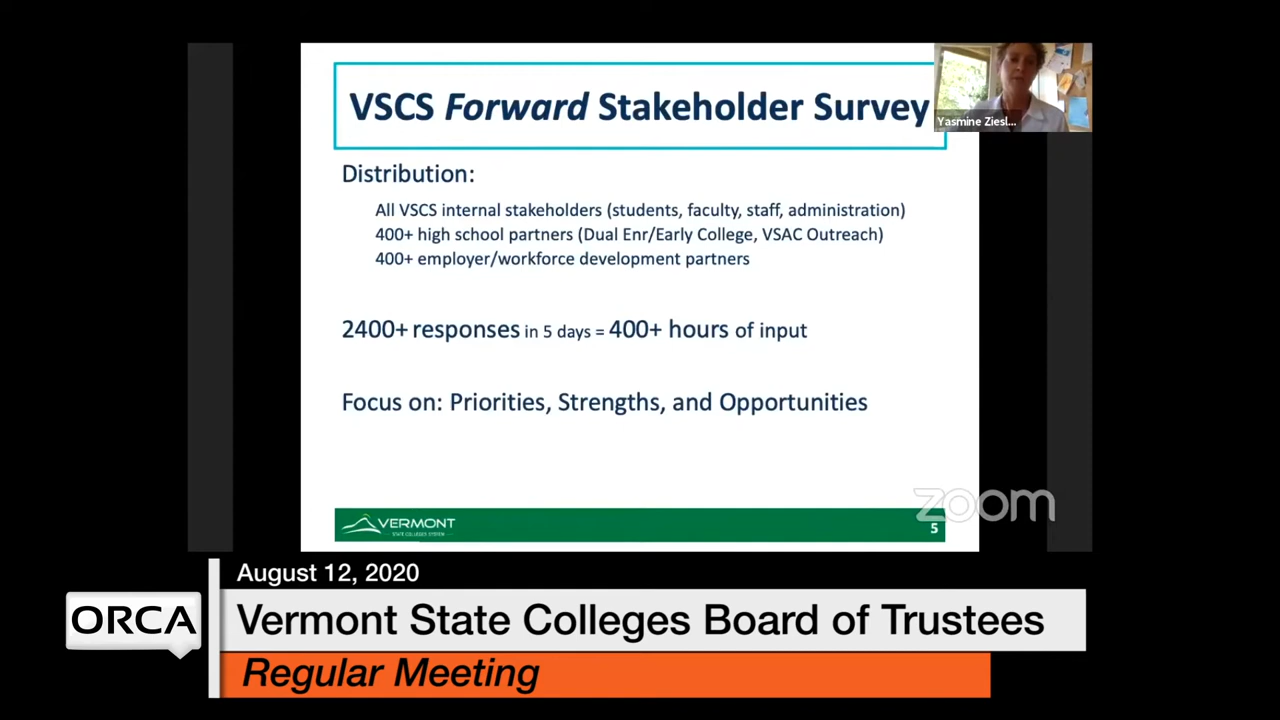 VSCS Forward Stakeholder Survey
Yasmine Ziesl...
Distribution:
All VSCS internal stakeholders (students, faculty, staff, administration)
400+ high school partners (Dual Enr/Early College, VSAC Outreach)
400+ employer/workforce development partners
2400+ responses in 5 days = 400+ hours of input
Focus on: Priorities, Strengths, and Opportunities
zoom
VERMONT
STATE COLLEGES SYSTEM
5
August 12, 2020
ORCA
Vermont State Colleges Board of Trustees
Regular Meeting